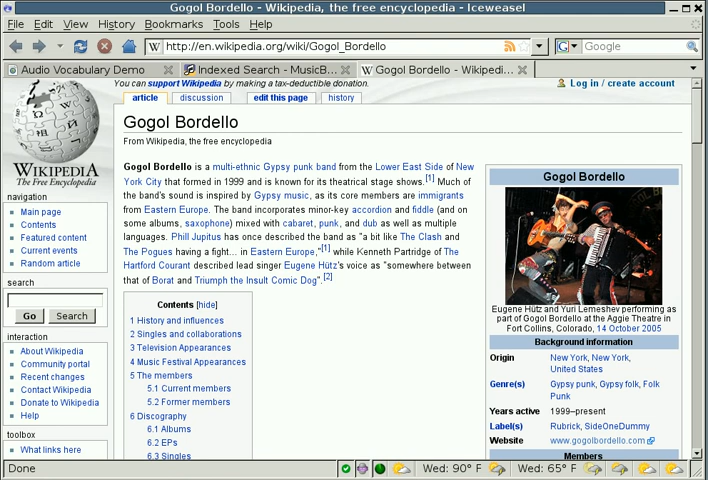 Gogol Bordello - Wikipedia, the free encyclopedia - Iceweasel
File Edit View History Bookmarks Tools Help
W http://en.wikipedia.org/wiki/Gogol_Bordello
G Google
Audio Vocabulary Demo
Indexed Search - MusicB...
W Gogol Bordello - Wikipedi...
You can support Wikipedia by making a tax-deductible donation.
Log in / create account
article discussion edit this page history
WIKIPEDIA
The Free Encyclopedia
navigation
Main page
Contents
Featured content
Current events
Random article
search
Go Search
interaction
About Wikipedia
Community portal
Recent changes
Contact Wikipedia
Donate to Wikipedia
Help
toolbox
What links here
Gogol Bordello
From Wikipedia, the free encyclopedia
Gogol Bordello is a multi-ethnic Gypsy punk band from the Lower East Side of New
York City that formed in 1999 and is known for its theatrical stage shows.[1] Much of
the band's sound is inspired by Gypsy music, as its core members are immigrants
from Eastern Europe. The band incorporates minor-key accordion and fiddle (and on
some albums, saxophone) mixed with cabaret, punk, and dub as well as multiple
languages. Phill Jupitus has once described the band as "a bit like The Clash and
The Pogues having a fight... in Eastern Europe,"[1] while Kenneth Partridge of The
Hartford Courant described lead singer Eugene Hütz's voice as "somewhere between
that of Borat and Triumph the Insult Comic Dog".[2]
Contents [hide]
1 History and influences
2 Singles and collaborations
3 Television Appearances
4 Music Festival Appearances
5 The members
5.1 Current members
5.2 Former members
6 Discography
6.1 Albums
6.2 EPs
6.3 Singles
Gogol Bordello
Eugene Hütz and Yuri Lemeshev performing as
part of Gogol Bordello at the Aggie Theatre in
Fort Collins, Colorado, 14 October 2005
Background information
Origin New York, New York,
United States
Genre(s) Gypsy punk, Gypsy folk, Folk
Punk
Years active 1999–present
Label(s) Rubrick, SideOneDummy
Website www.gogolbordello.com
Members
Done
Wed: 90° F
Wed: 65° F